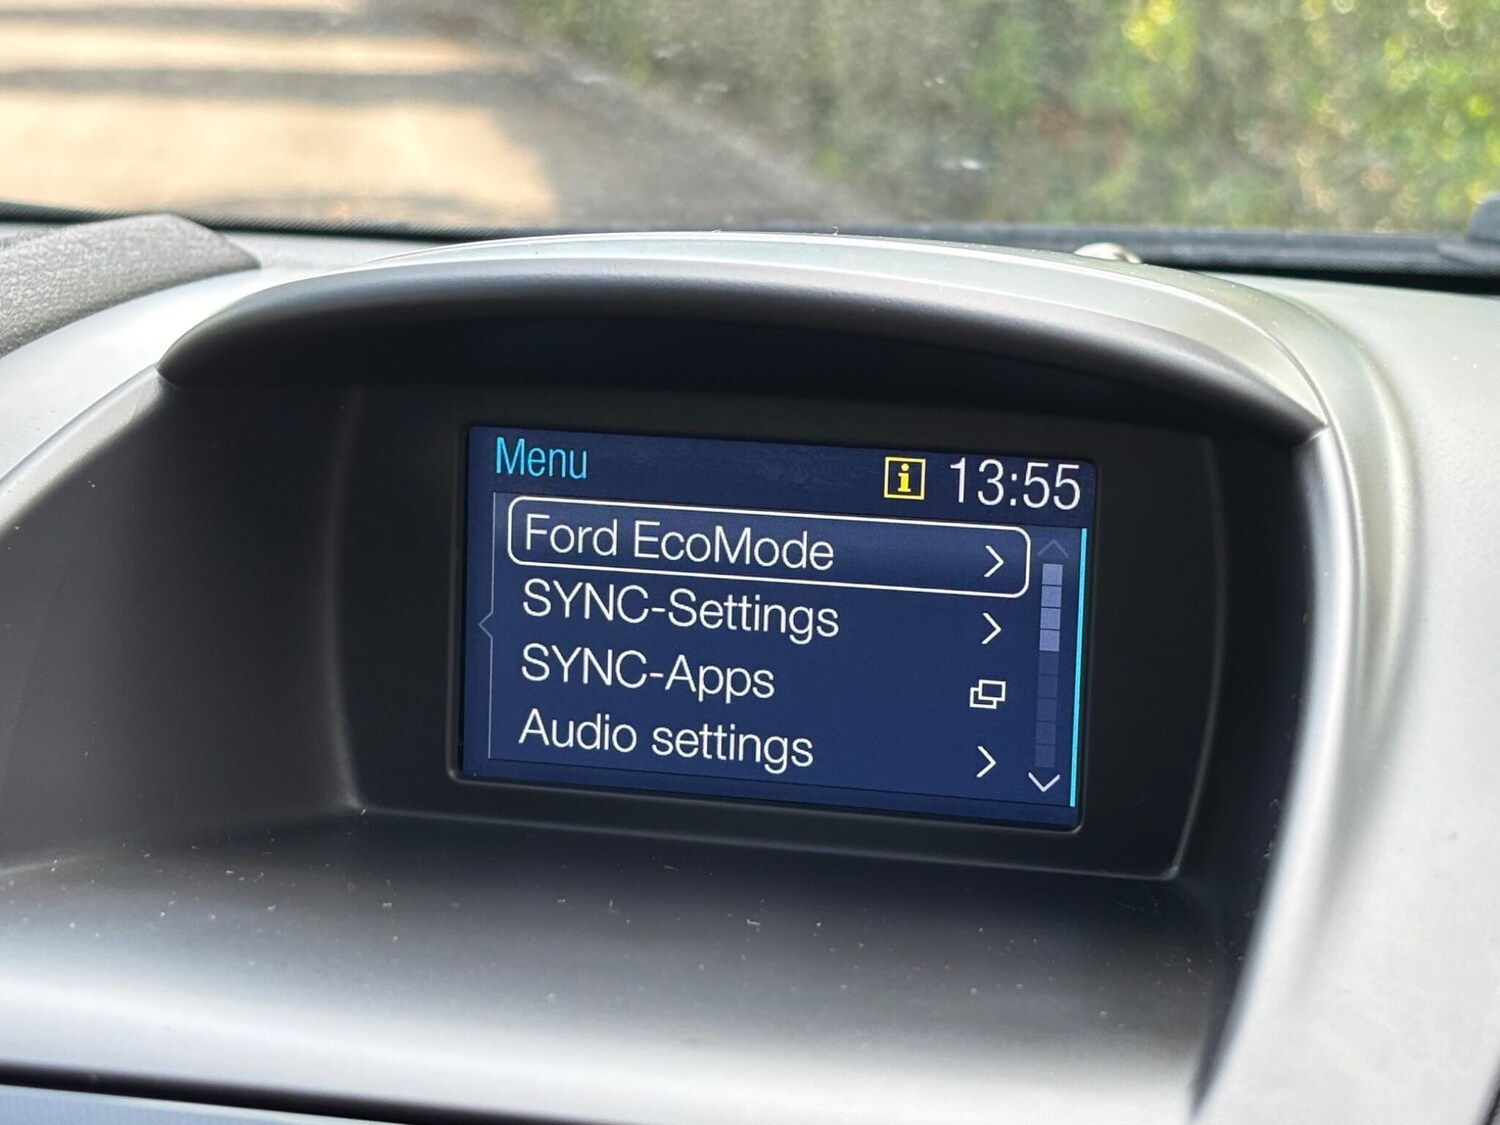 Menu
i 13:55
Ford EcoMode
SYNC-Settings
SYNC-Apps
Audio settings